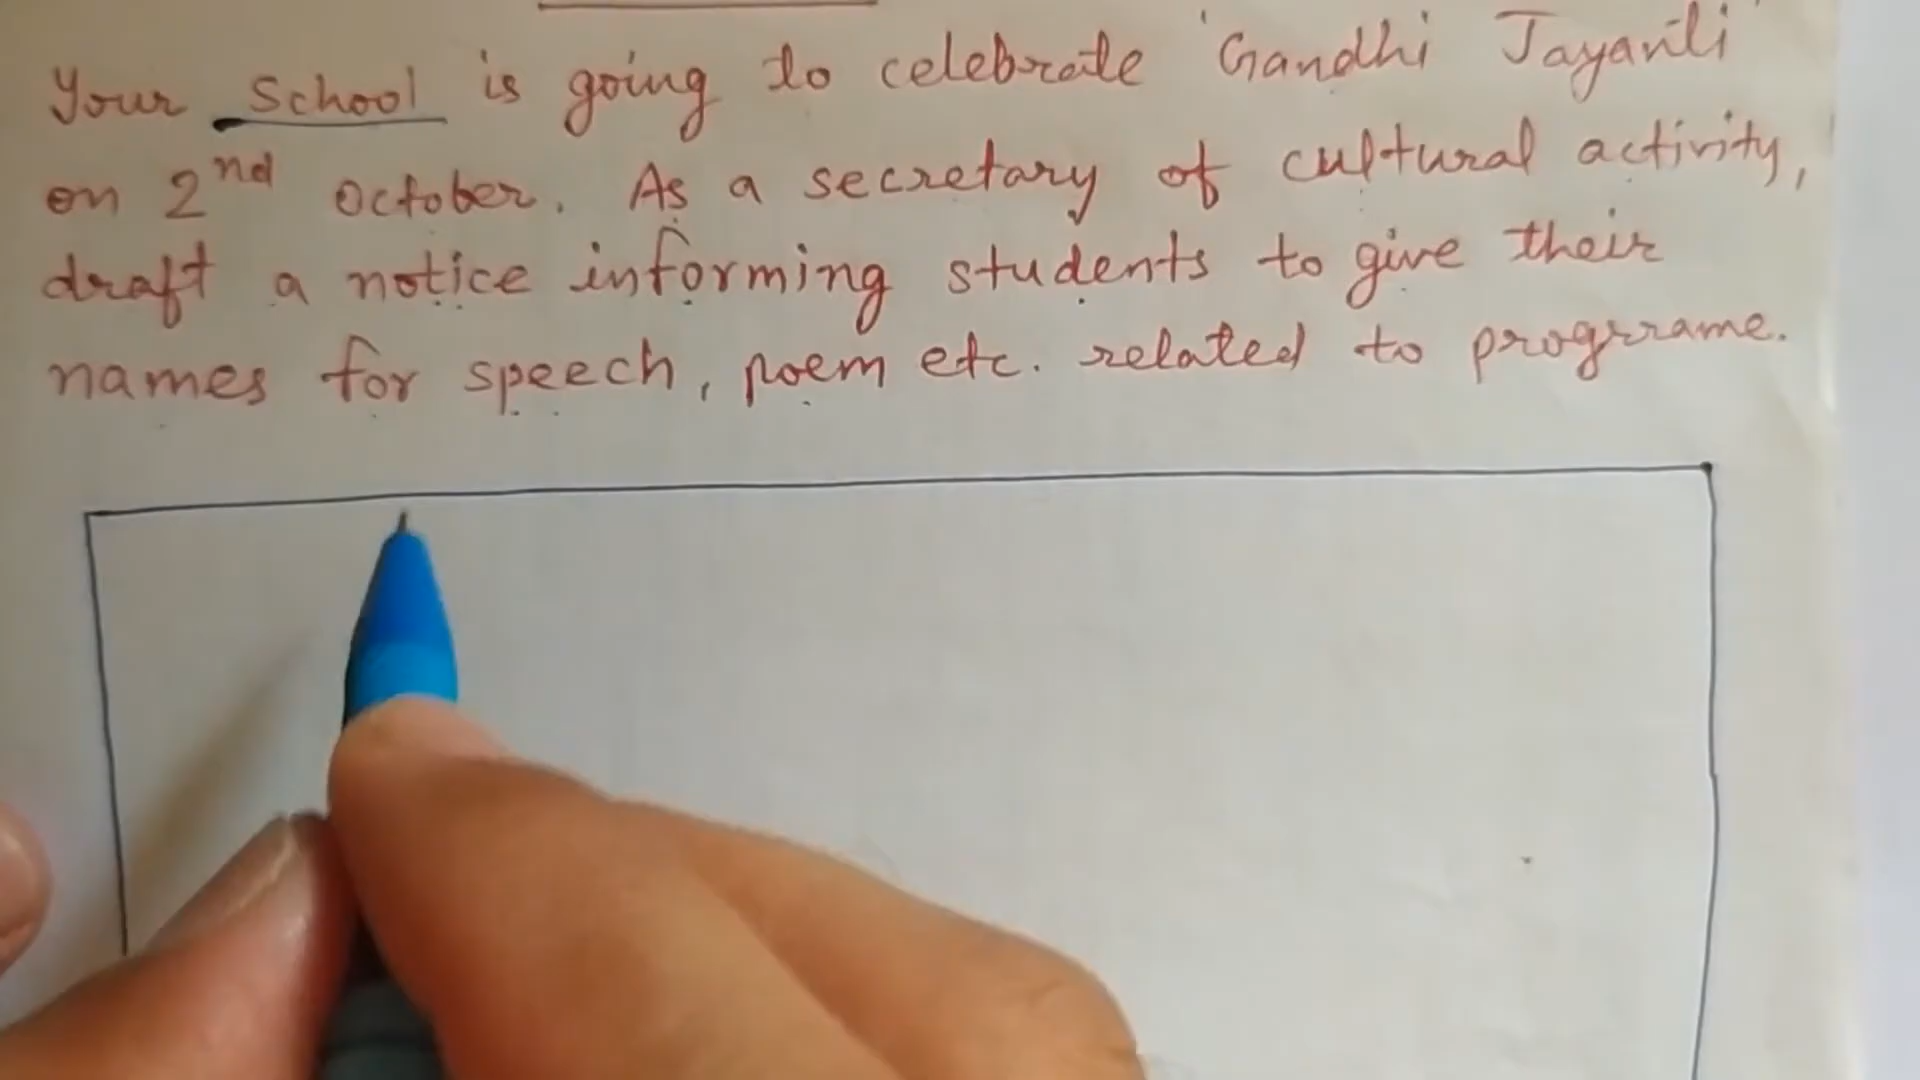 Your School is going to celebrate 'Gandhi Jayanti'
on 2nd October. As a secretary of cultural activity,
draft a notice informing students to give their
names for speech, poem etc. related to programe.